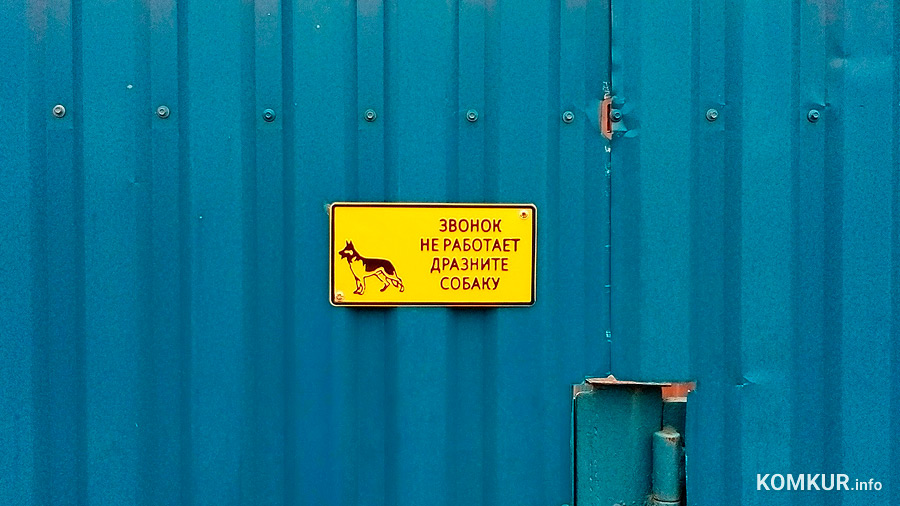 ЗВОНОК
НЕ РАБОТАЕТ
ДРАЗНИТЕ
СОБАКУ
KOMKUR.info